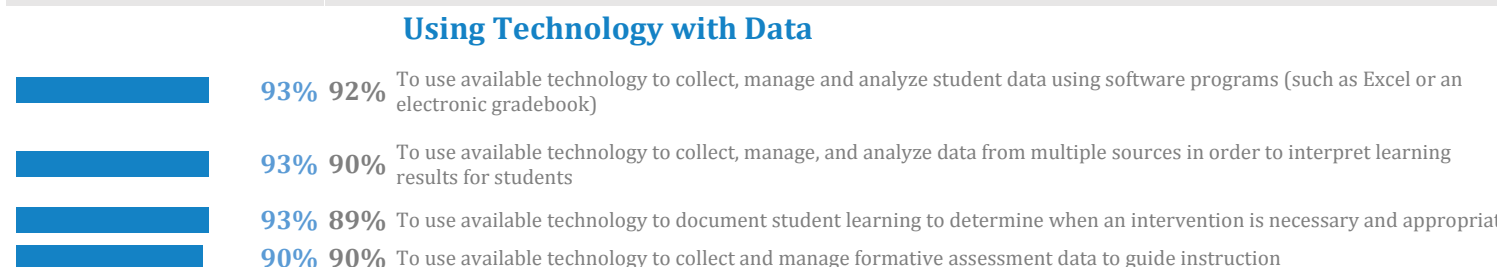 Using Technology with Data
93% 92% To use available technology to collect, manage and analyze student data using software programs (such as Excel or an
electronic gradebook)
93% 90% To use available technology to collect, manage, and analyze data from multiple sources in order to interpret learning
results for students
93% 89% To use available technology to document student learning to determine when an intervention is necessary and appropriat
90% 90% To use available technology to collect and manage formative assessment data to guide instruction